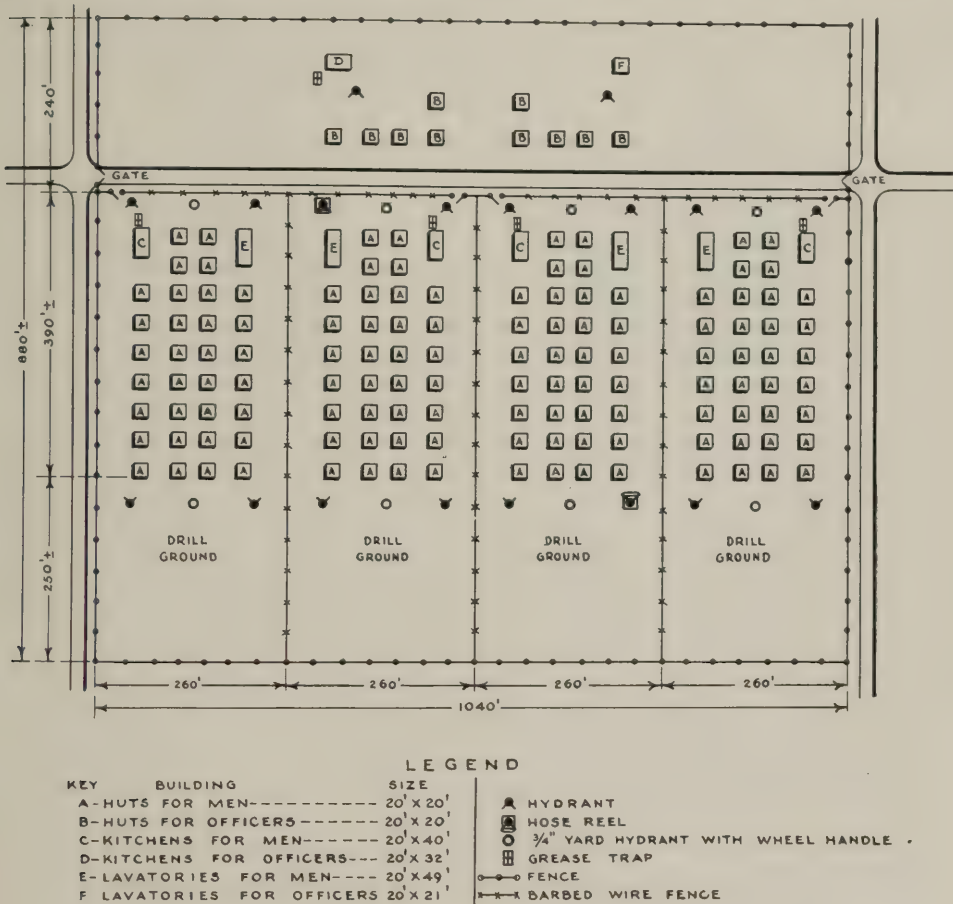 240'
D
F
B B
B B B B B B B B
GATE
GATE
C A A E E A A C C A A E E A A C
A A A A A A A A
A A A A A A A A A A A A A A A A
A A A A A A A A A A A A A A A A
A A A A A A A A A A A A A A A A
A A A A A A A A A A A A A A A A
A A A A A A A A A A A A A A A A
A A A A A A A A A A A A A A A A
A A A A A A A A A A A A A A A A
880'±
390'±
250'±
DRILL
GROUND
DRILL
GROUND
DRILL
GROUND
DRILL
GROUND
260' 260' 260' 260'
1040'
LEGEND
KEY BUILDING SIZE
A-HUTS FOR MEN---------- 20'X20'
B-HUTS FOR OFFICERS------- 20'X20'
C-KITCHENS FOR MEN------ 20'X40'
D-KITCHENS FOR OFFICERS--- 20'X32'
E-LAVATORIES FOR MEN---- 20'X49'
F LAVATORIES FOR OFFICERS 20'X21'
HYDRANT
HOSE REEL
3/4" YARD HYDRANT WITH WHEEL HANDLE .
GREASE TRAP
FENCE
BARBED WIRE FENCE